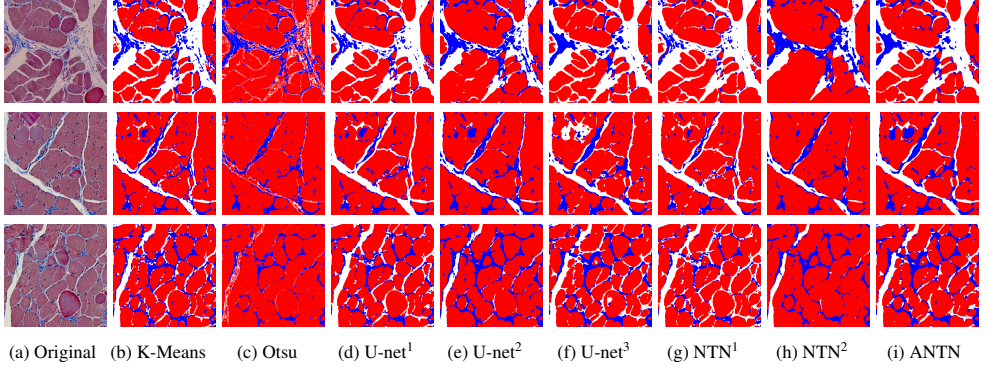 (a) Original (b) K-Means (c) Otsu (d) U-net¹ (e) U-net² (f) U-net³ (g) NTN¹ (h) NTN² (i) ANTN